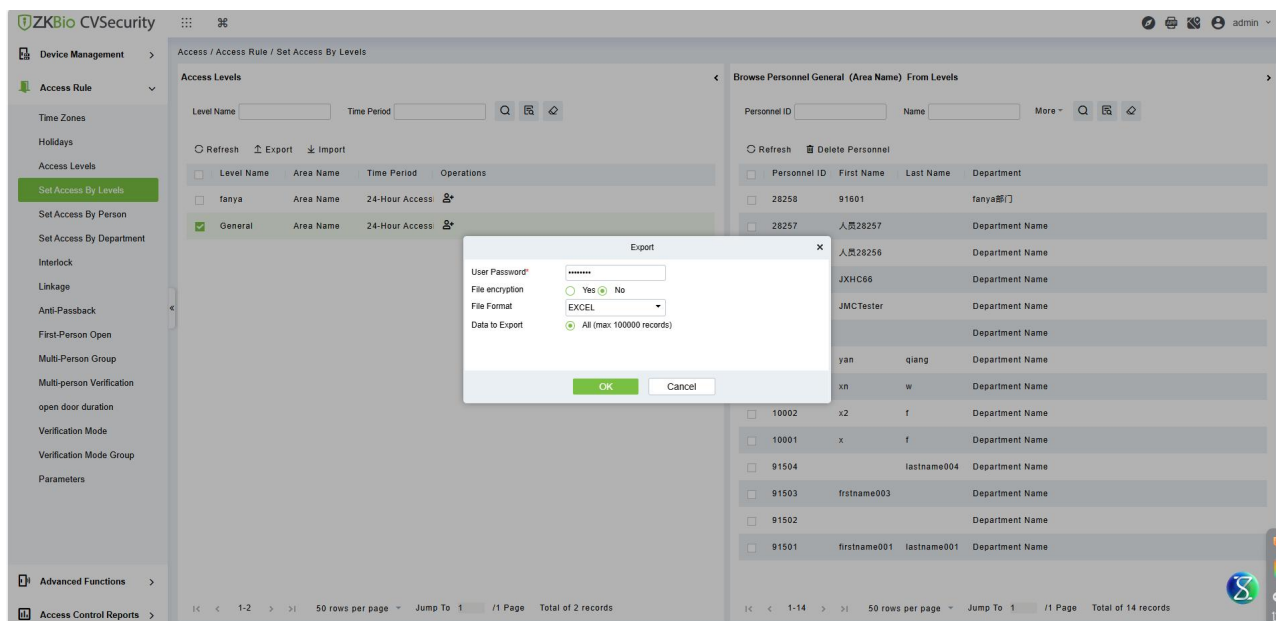 ZKBio CVSecurity
admin
Device Management
Access Rule
Time Zones
Holidays
Access Levels
Set Access By Levels
Set Access By Person
Set Access By Department
Interlock
Linkage
Anti-Passback
First-Person Open
Multi-Person Group
Multi-person Verification
open door duration
Verification Mode
Verification Mode Group
Parameters
Advanced Functions
Access Control Reports
Access / Access Rule / Set Access By Levels
Access Levels
Level Name Time Period
Refresh Export Import
Level Name Area Name Time Period Operations
fanya Area Name 24-Hour Access
General Area Name 24-Hour Access
1-2 50 rows per page Jump To 1 /1 Page Total of 2 records
Export
User Password* ••••••••
File encryption Yes No
File Format EXCEL
Data to Export All (max 100000 records)
OK Cancel
Browse Personnel General (Area Name) From Levels
Personnel ID Name More
Refresh Delete Personnel
Personnel ID First Name Last Name Department
28258 91601 fanya部门
28257 人员28257 Department Name
人员28256 Department Name
JXHC66 Department Name
JMCTester Department Name
Department Name
yan qiang Department Name
xn w Department Name
10002 x2 f Department Name
10001 x f Department Name
91504 lastname004 Department Name
91503 frstname003 Department Name
91502 Department Name
91501 firstname001 lastname001 Department Name
1-14 50 rows per page Jump To 1 /1 Page Total of 14 records